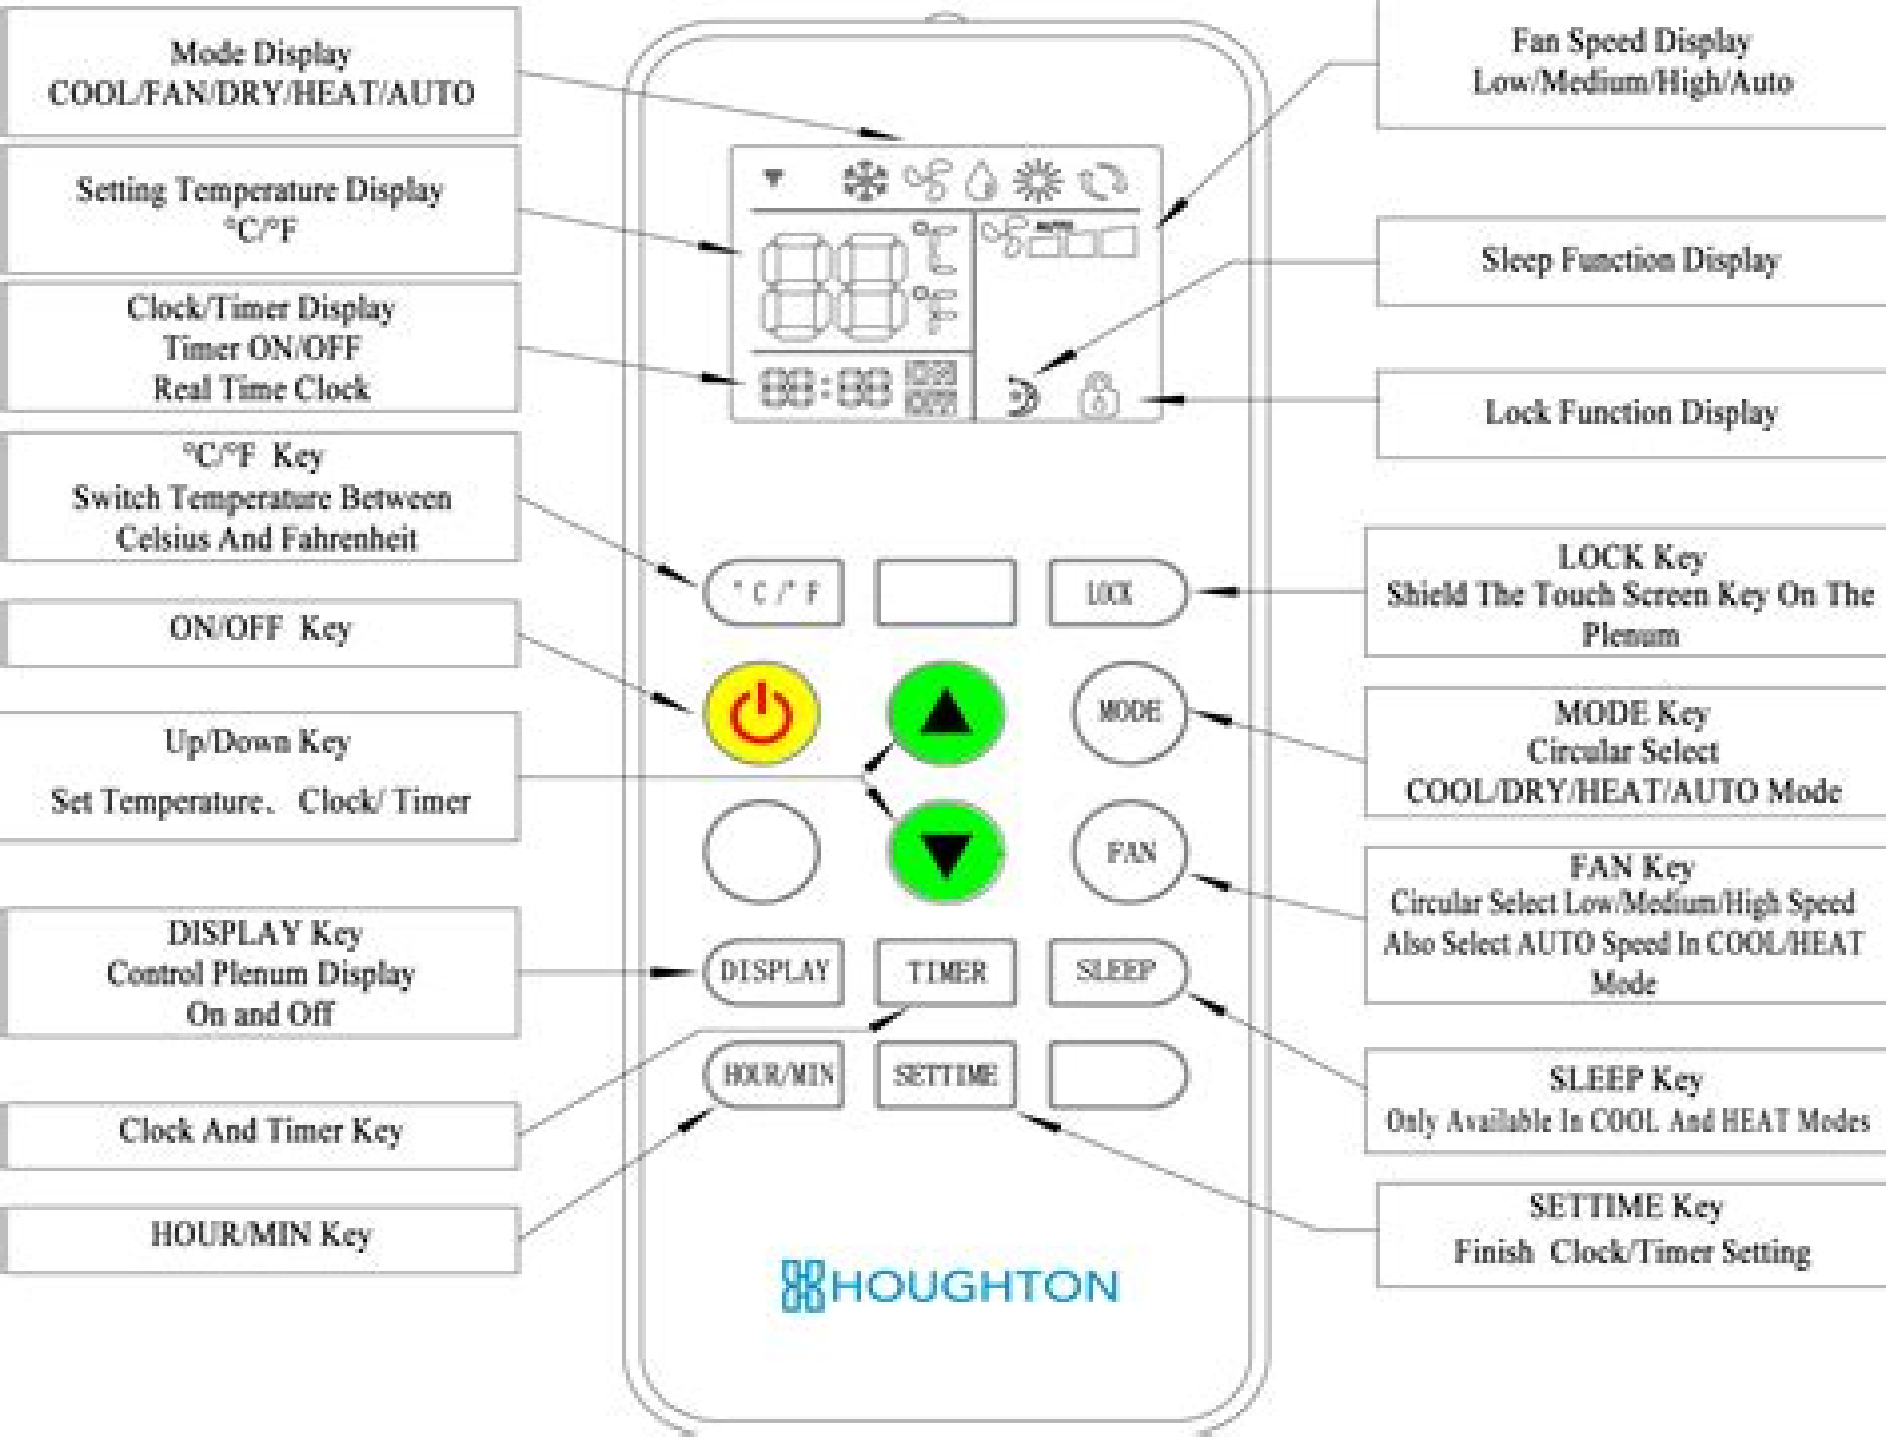 Mode Display
COOL/FAN/DRY/HEAT/AUTO
Setting Temperature Display
°C/°F
Clock/Timer Display
Timer ON/OFF
Real Time Clock
°C/°F Key
Switch Temperature Between
Celsius And Fahrenheit
ON/OFF Key
Up/Down Key
Set Temperature、 Clock/ Timer
DISPLAY Key
Control Plenum Display
On and Off
Clock And Timer Key
HOUR/MIN Key
AUTO
88 °C
°F
88:88 ON
OFF
°C/°F
LOCK
MODE
FAN
DISPLAY
TIMER
SLEEP
HOUR/MIN
SETTIME
HOUGHTON
Fan Speed Display
Low/Medium/High/Auto
Sleep Function Display
Lock Function Display
LOCK Key
Shield The Touch Screen Key On The
Plenum
MODE Key
Circular Select
COOL/DRY/HEAT/AUTO Mode
FAN Key
Circular Select Low/Medium/High Speed
Also Select AUTO Speed In COOL/HEAT
Mode
SLEEP Key
Only Available In COOL And HEAT Modes
SETTIME Key
Finish Clock/Timer Setting